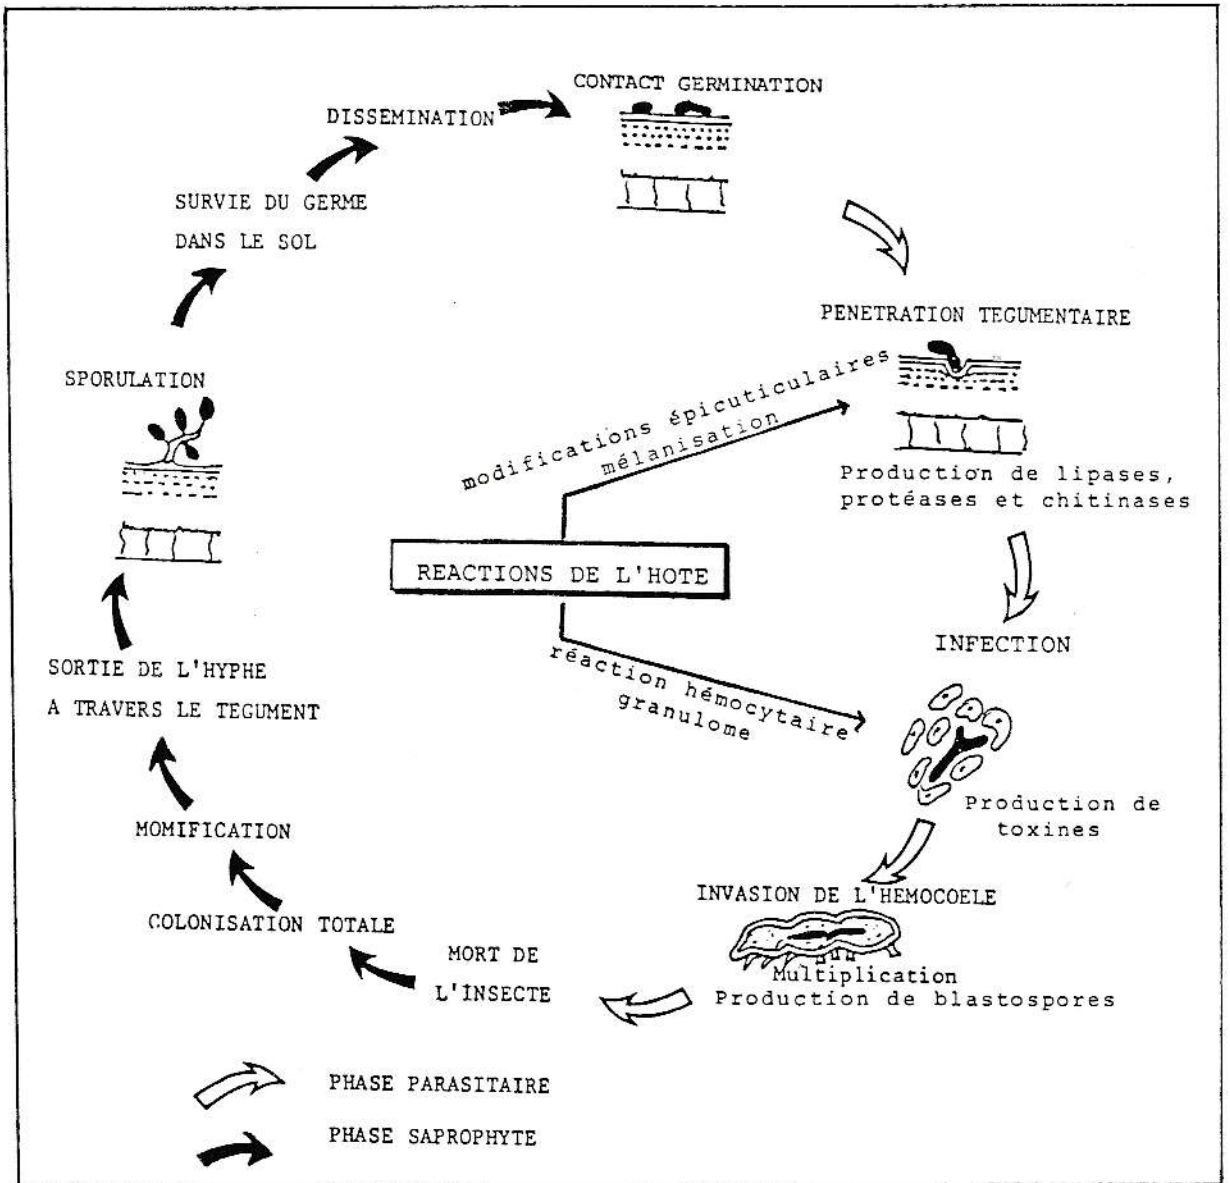 CONTACT GERMINATION
DISSEMINATION
SURVIE DU GERME
DANS LE SOL
PENETRATION TEGUMENTAIRE
SPORULATION
modifications épicuticulaires
mélanisation
Production de lipases,
protéases et chitinases
REACTIONS DE L'HOTE
INFECTION
réaction hémocytaire
granulome
SORTIE DE L'HYPHE
A TRAVERS LE TEGUMENT
Production de
toxines
MOMIFICATION
INVASION DE L'HEMOCOELE
COLONISATION TOTALE
MORT DE
L'INSECTE
Multiplication
Production de blastospores
PHASE PARASITAIRE
PHASE SAPROPHYTE